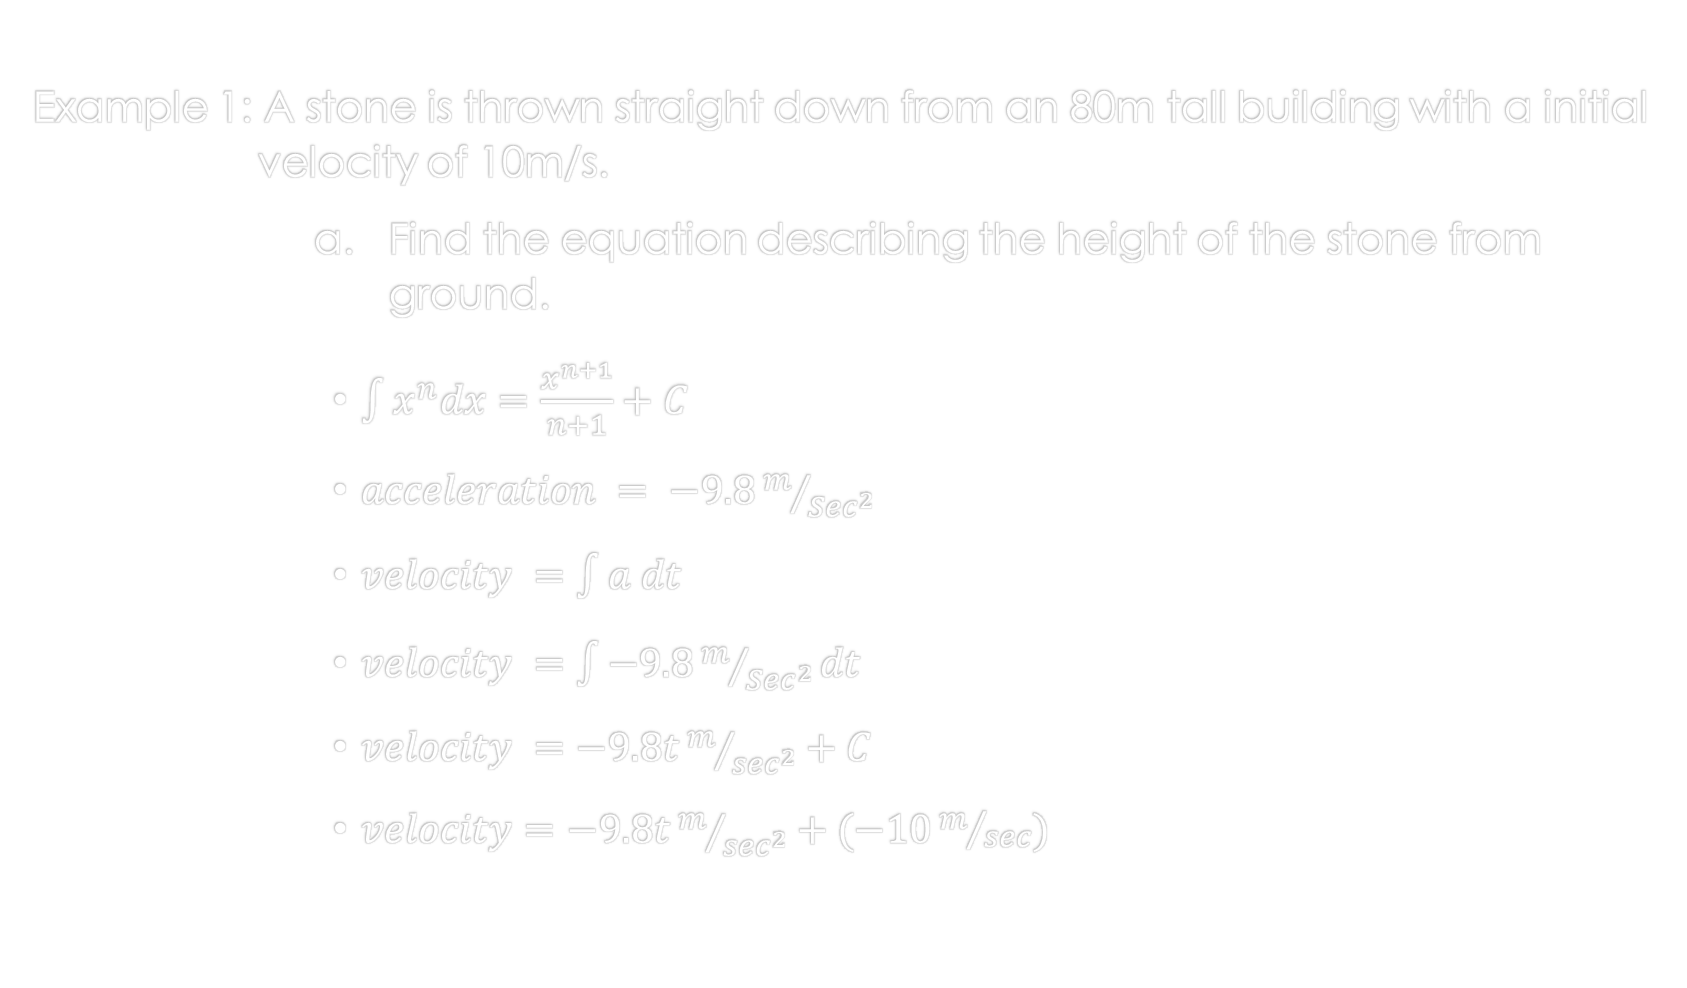 Example 1: A stone is thrown straight down from an 80m tall building with a initial
velocity of 10m/s.
a. Find the equation describing the height of the stone from
ground.
• ∫ xⁿ dx = xⁿ⁺¹/n+1 + C
• acceleration = −9.8 m/sec²
• velocity = ∫ a dt
• velocity = ∫ −9.8 m/sec² dt
• velocity = −9.8t m/sec² + C
• velocity = −9.8t m/sec² + (−10 m/sec)